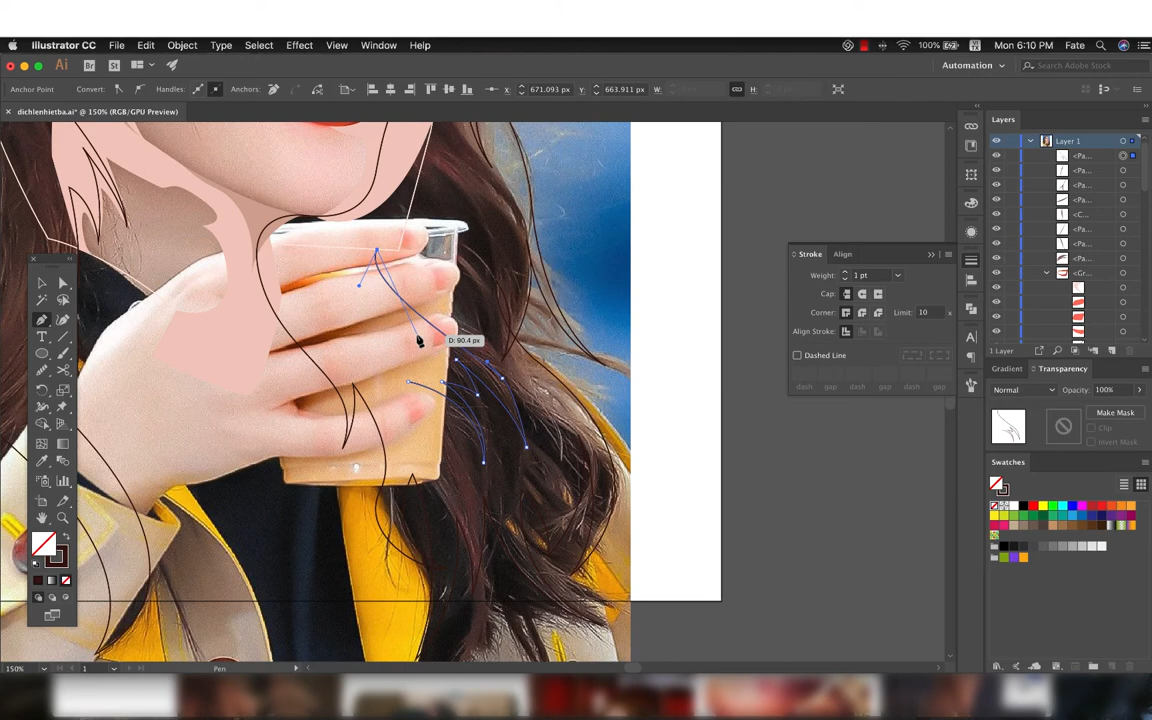 Illustrator CC File Edit Object Type Select Effect View Window Help 100% Mon 6:10 PM Fate
Ai Br St Automation Search Adobe Stock
Anchor Point Convert: Handles: Anchors: X: 671.093 px Y: 663.911 px W: H:
× dichlenhietba.ai* @ 150% (RGB/GPU Preview)
Layers
Layer 1
<Pa...
<Pa...
<Pa...
<Pa...
<C...
<Pa...
<Pa...
<Pa...
<Gr...
1 Layer
Stroke Align
Weight: 1 pt
Cap:
Corner: Limit: 10 x
Align Stroke:
Dashed Line
dash gap dash gap dash gap
D: 90.4 px
Gradient Transparency
Normal Opacity: 100%
Make Mask
Clip
Invert Mask
Swatches
150% 1 Pen